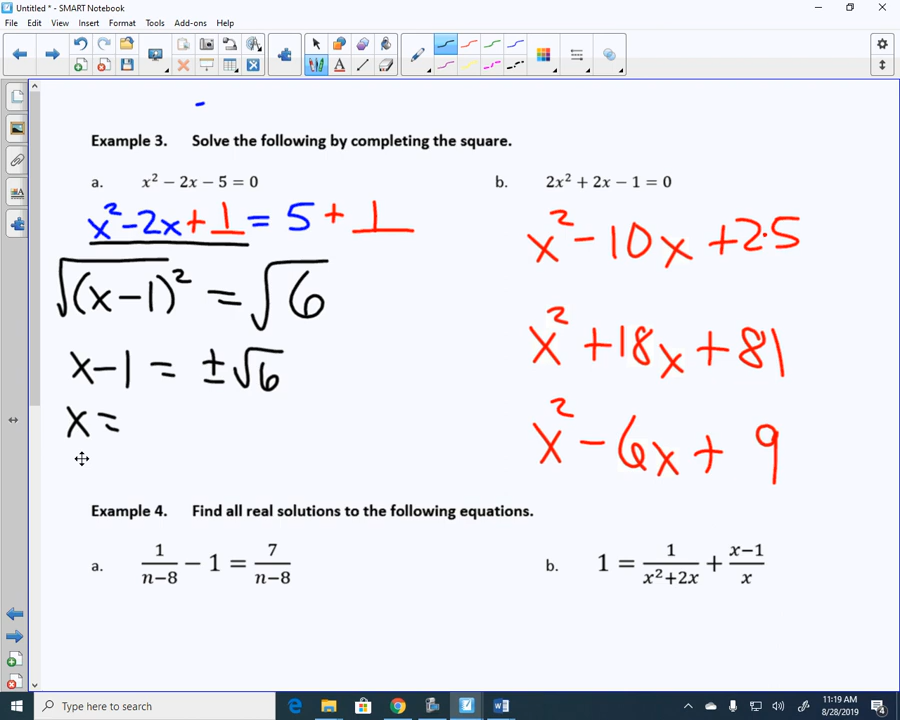 Untitled * - SMART Notebook
File Edit View Insert Format Add-ons Tools Help
Example 3. Solve the following by completing the square.
a. x² − 2x − 5 = 0
b. 2x² + 2x − 1 = 0
x² -2x + 1 = 5 + 1
x² - 10x + 25
√(x-1)² = √6
x² + 18x + 81
x-1 = ±√6
x =
x² - 6x + 9
Example 4. Find all real solutions to the following equations.
a. 1/(n−8) − 1 = 7/(n−8)
b. 1 = 1/(x²+2x) + (x−1)/x
Type here to search
11:19 AM
8/28/2019
4